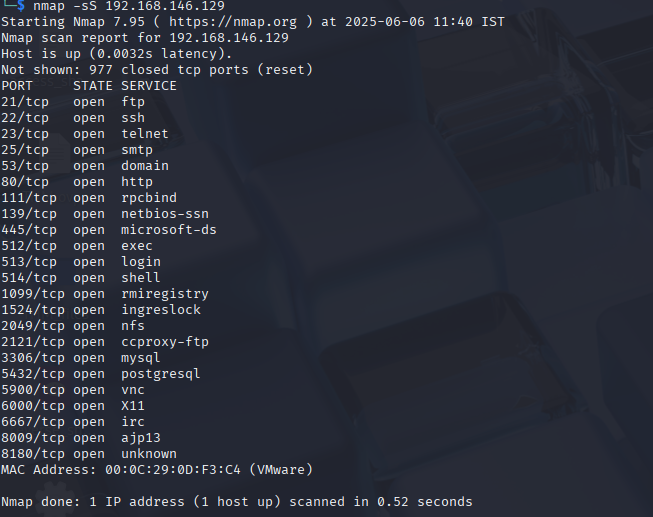 └─$ nmap -sS 192.168.146.129
Starting Nmap 7.95 ( https://nmap.org ) at 2025-06-06 11:40 IST
Nmap scan report for 192.168.146.129
Host is up (0.0032s latency).
Not shown: 977 closed tcp ports (reset)
PORT     STATE SERVICE
21/tcp   open  ftp
22/tcp   open  ssh
23/tcp   open  telnet
25/tcp   open  smtp
53/tcp   open  domain
80/tcp   open  http
111/tcp  open  rpcbind
139/tcp  open  netbios-ssn
445/tcp  open  microsoft-ds
512/tcp  open  exec
513/tcp  open  login
514/tcp  open  shell
1099/tcp open  rmiregistry
1524/tcp open  ingreslock
2049/tcp open  nfs
2121/tcp open  ccproxy-ftp
3306/tcp open  mysql
5432/tcp open  postgresql
5900/tcp open  vnc
6000/tcp open  X11
6667/tcp open  irc
8009/tcp open  ajp13
8180/tcp open  unknown
MAC Address: 00:0C:29:0D:F3:C4 (VMware)
Nmap done: 1 IP address (1 host up) scanned in 0.52 seconds